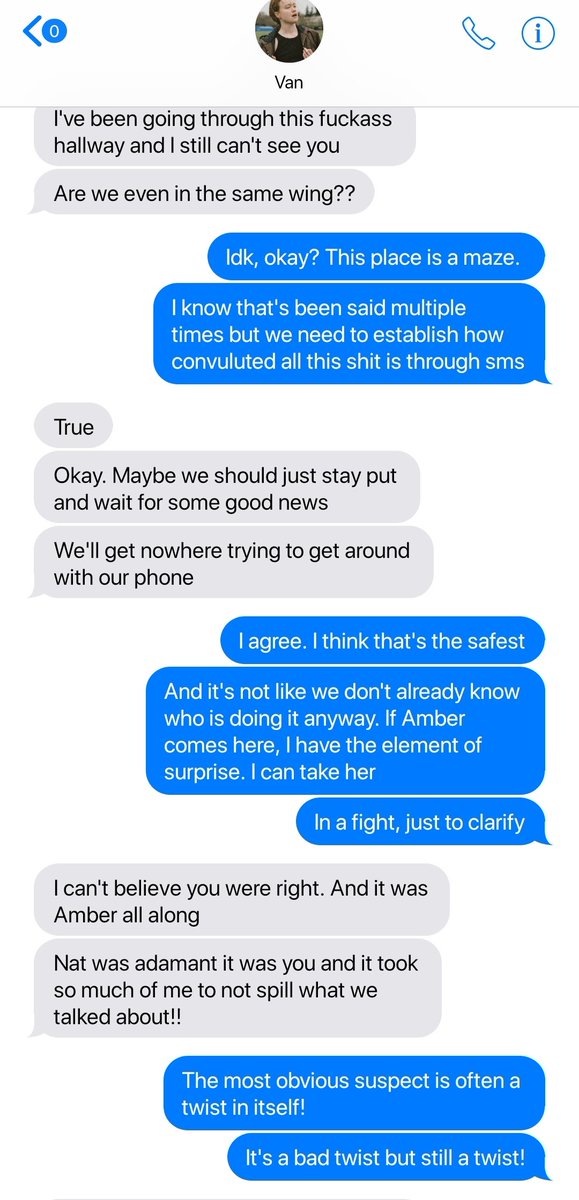 0
Van
I've been going through this fuckass
hallway and I still can't see you
Are we even in the same wing??
Idk, okay? This place is a maze.
I know that's been said multiple
times but we need to establish how
convuluted all this shit is through sms
True
Okay. Maybe we should just stay put
and wait for some good news
We'll get nowhere trying to get around
with our phone
I agree. I think that's the safest
And it's not like we don't already know
who is doing it anyway. If Amber
comes here, I have the element of
surprise. I can take her
In a fight, just to clarify
I can't believe you were right. And it was
Amber all along
Nat was adamant it was you and it took
so much of me to not spill what we
talked about!!
The most obvious suspect is often a
twist in itself!
It's a bad twist but still a twist!